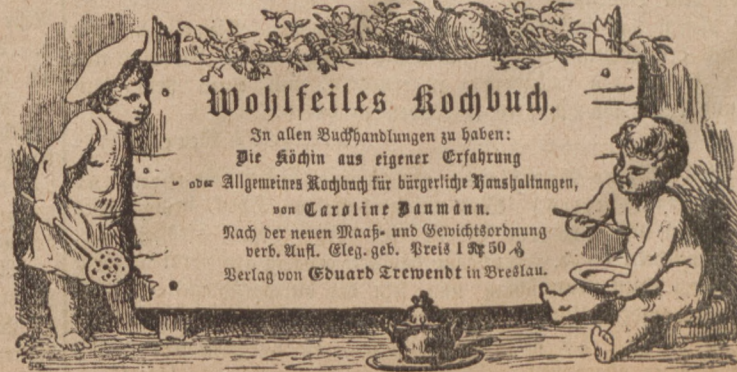 Wohlfeiles Kochbuch.
In allen Buchhandlungen zu haben:
Die Köchin aus eigener Erfahrung
oder Allgemeines Kochbuch für bürgerliche Haushaltungen,
von Caroline Baumann.
Nach der neuen Maaß- und Gewichtsordnung
verb. Aufl. Eleg. geb. Preis 1 ℳ 50 ₰
Verlag von Eduard Trewendt in Breslau.